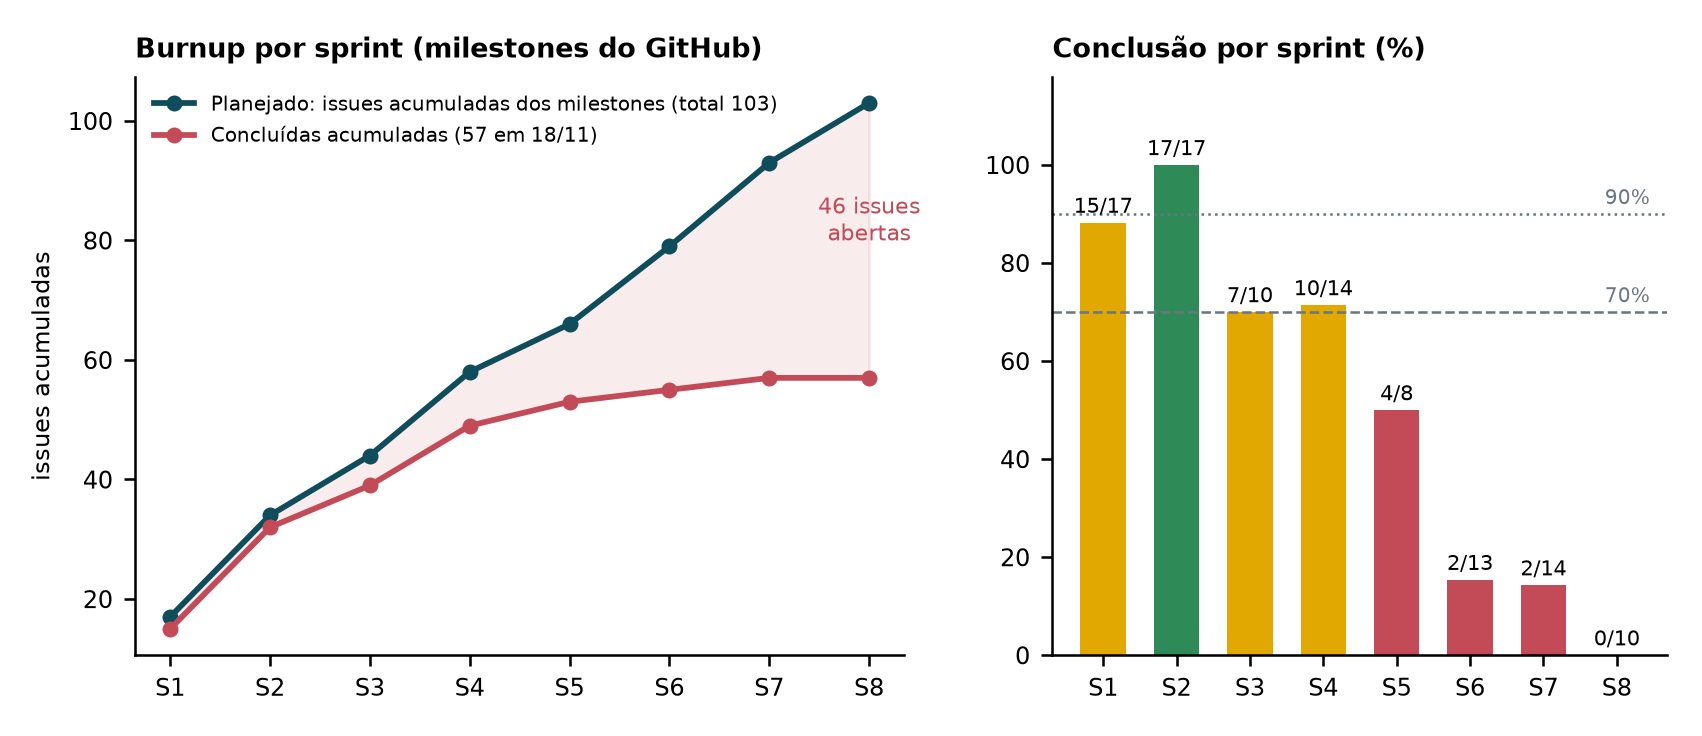 Burnup por sprint (milestones do GitHub)
Planejado: issues acumuladas dos milestones (total 103)
Concluídas acumuladas (57 em 18/11)
46 issues
abertas
issues acumuladas
100
80
60
40
20
S1 S2 S3 S4 S5 S6 S7 S8
Conclusão por sprint (%)
100
80
60
40
20
0
15/17
17/17
7/10
10/14
4/8
2/13
2/14
0/10
90%
70%
S1 S2 S3 S4 S5 S6 S7 S8